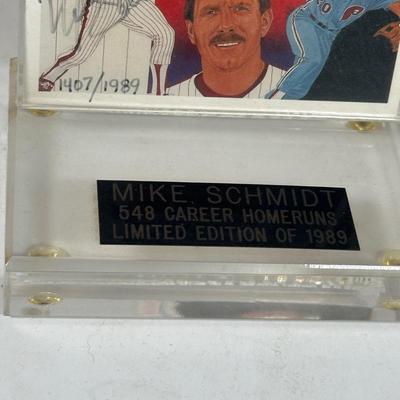 1407/1989
MIKE SCHMIDT
548 CAREER HOMERUNS
LIMITED EDITION OF 1989